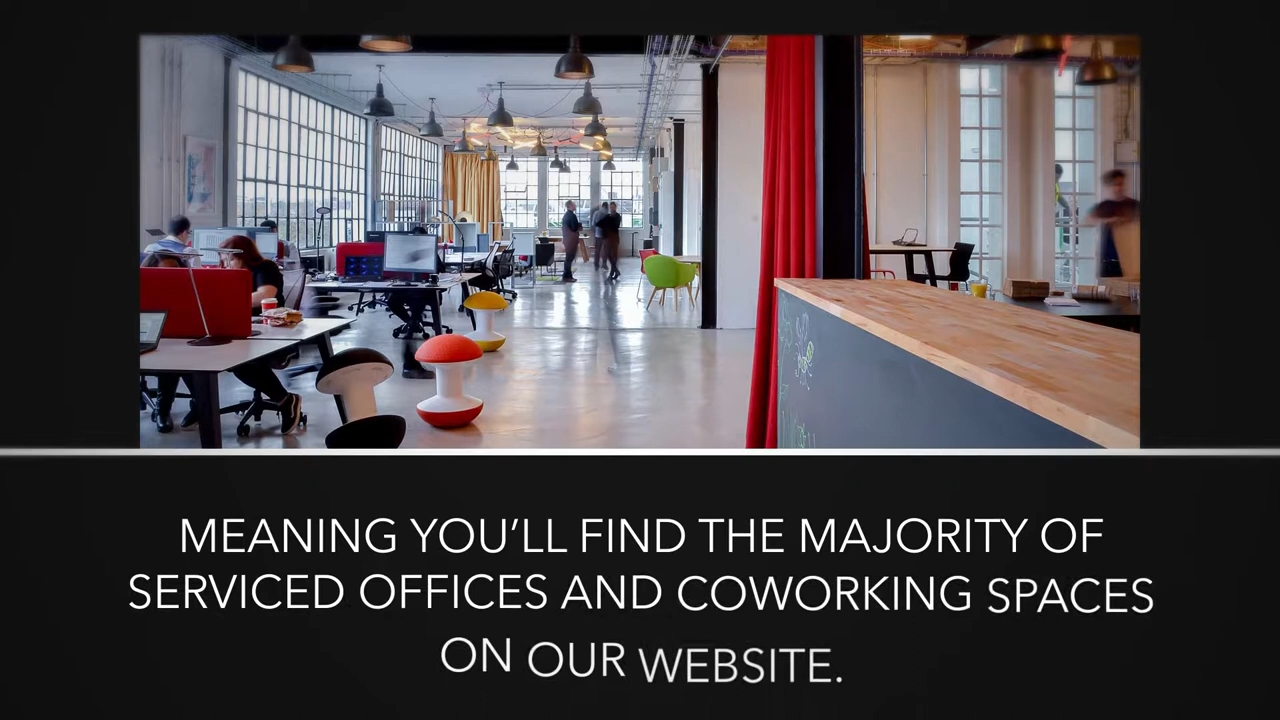 MEANING YOU’LL FIND THE MAJORITY OF
SERVICED OFFICES AND COWORKING SPACES
ON OUR WEBSITE.